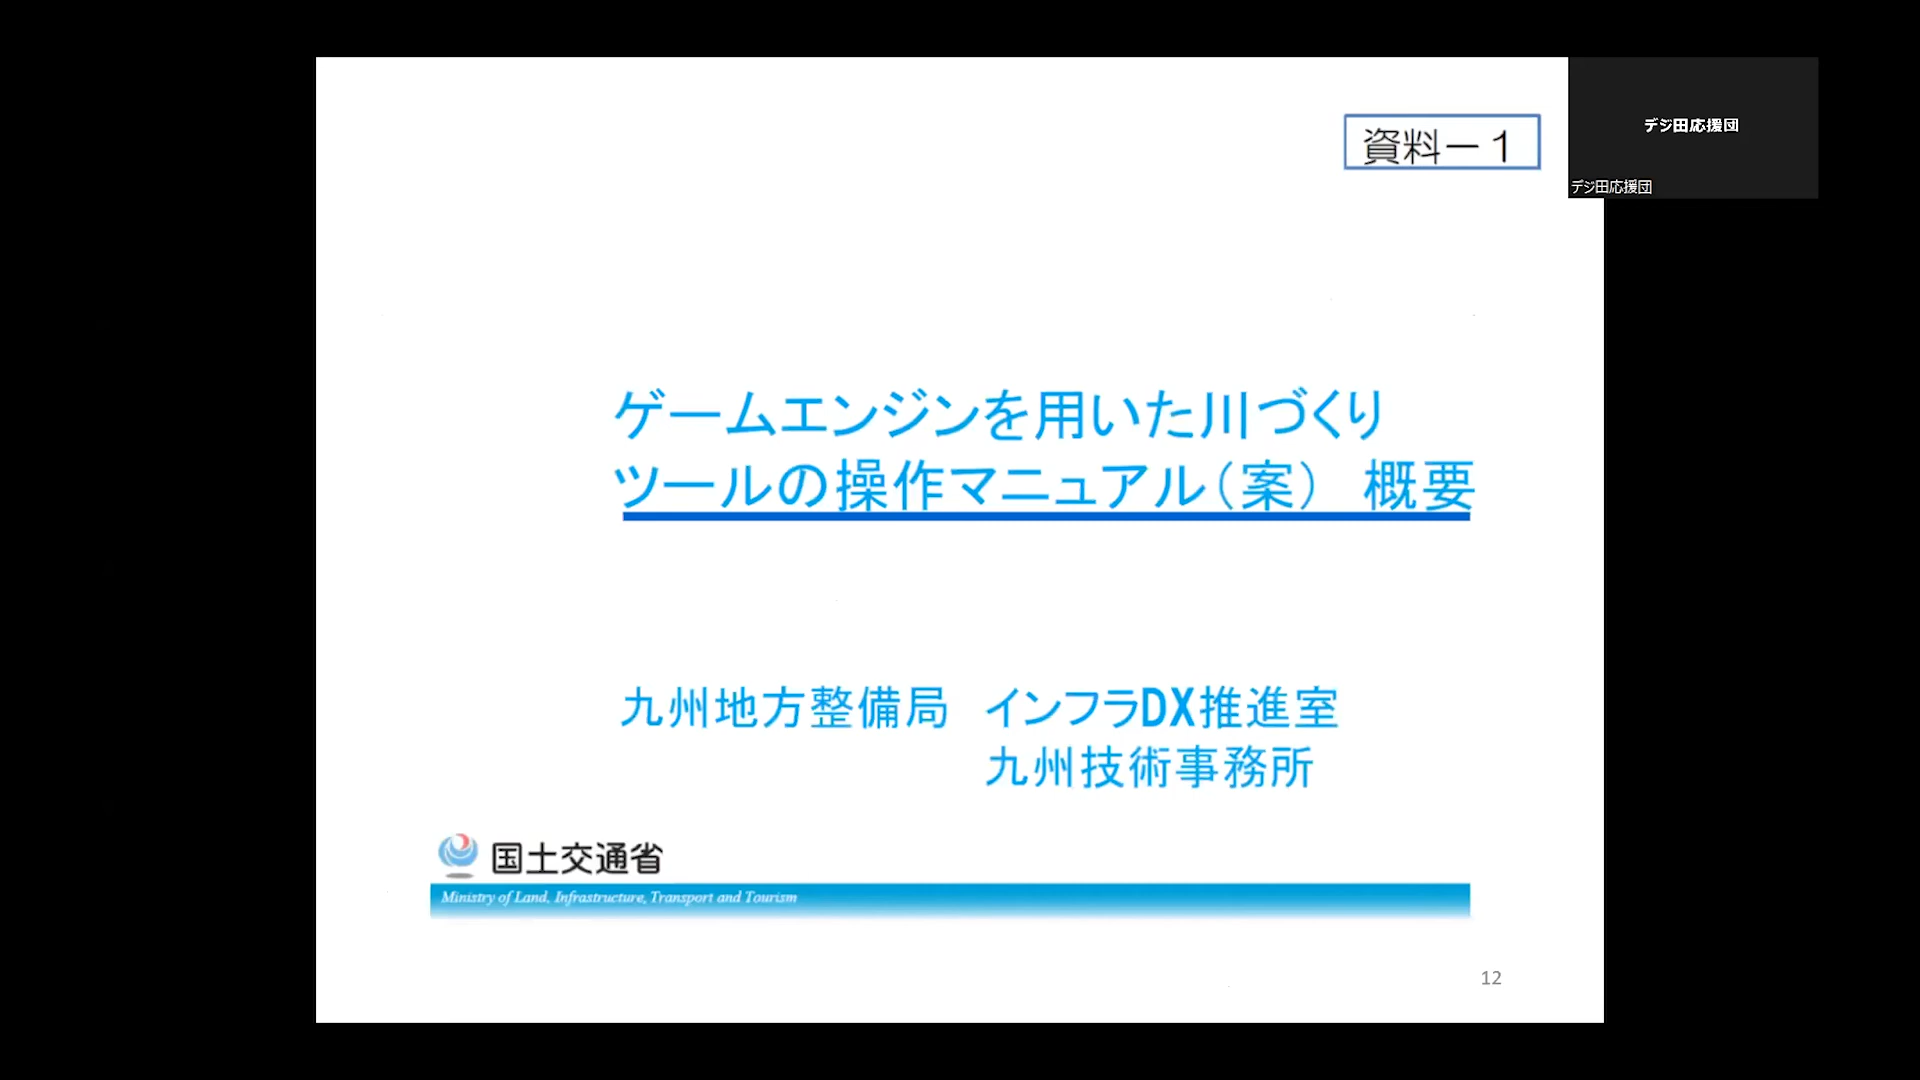 資料－１
デジ田応援団
デジ田応援団
ゲームエンジンを用いた川づくり
ツールの操作マニュアル（案）　概要
九州地方整備局　インフラDX推進室
九州技術事務所
国土交通省
Ministry of Land, Infrastructure, Transport and Tourism
12